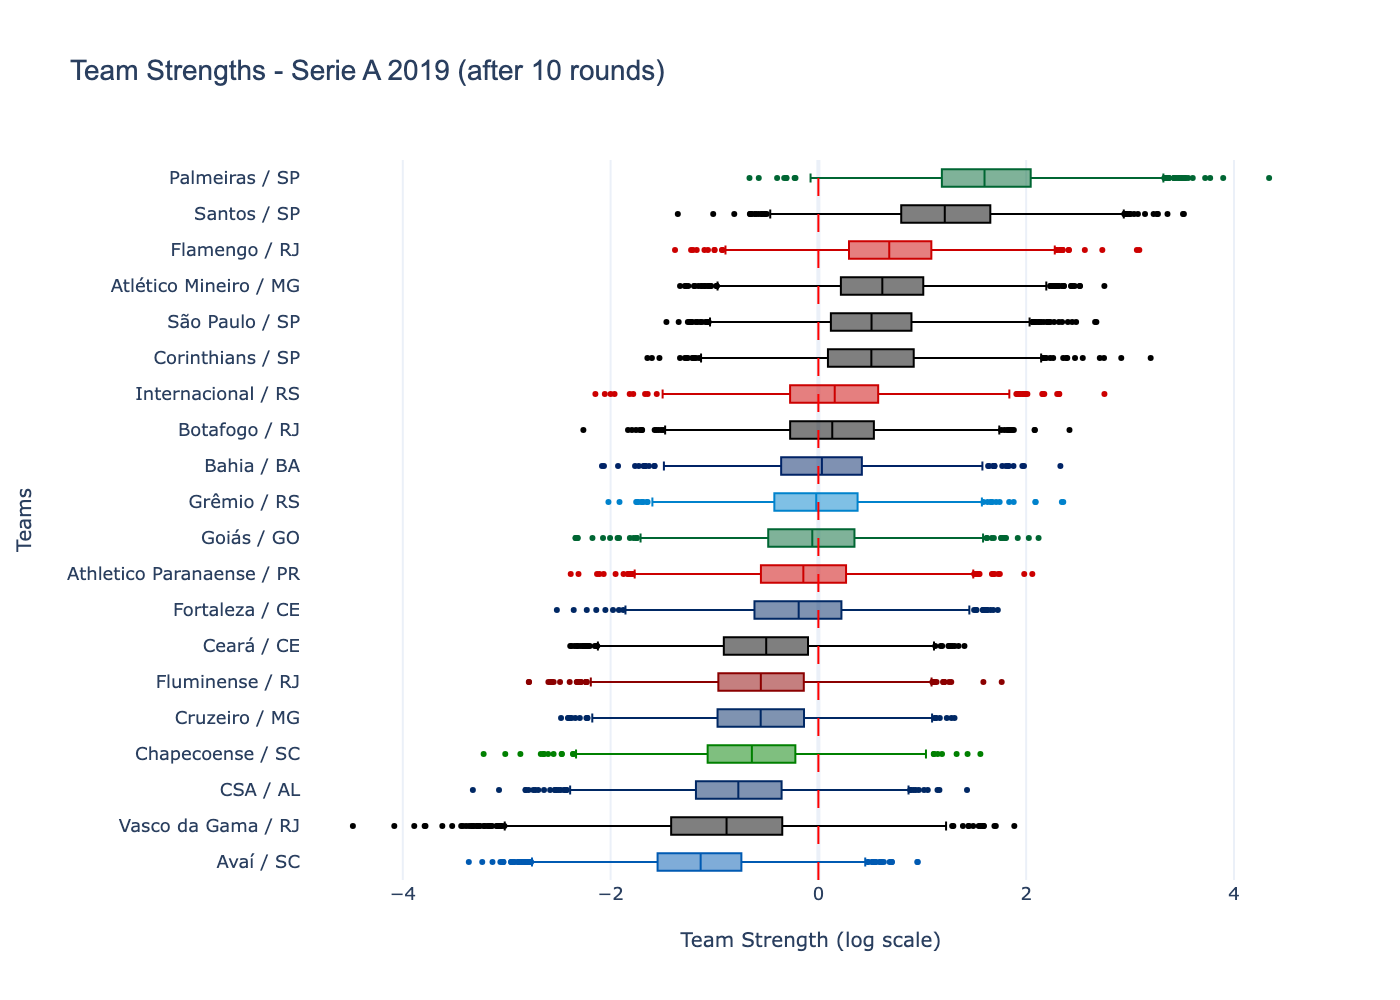 Team Strengths - Serie A 2019 (after 10 rounds)
Teams
Palmeiras / SP
Santos / SP
Flamengo / RJ
Atlético Mineiro / MG
São Paulo / SP
Corinthians / SP
Internacional / RS
Botafogo / RJ
Bahia / BA
Grêmio / RS
Goiás / GO
Athletico Paranaense / PR
Fortaleza / CE
Ceará / CE
Fluminense / RJ
Cruzeiro / MG
Chapecoense / SC
CSA / AL
Vasco da Gama / RJ
Avaí / SC
−4 −2 0 2 4
Team Strength (log scale)